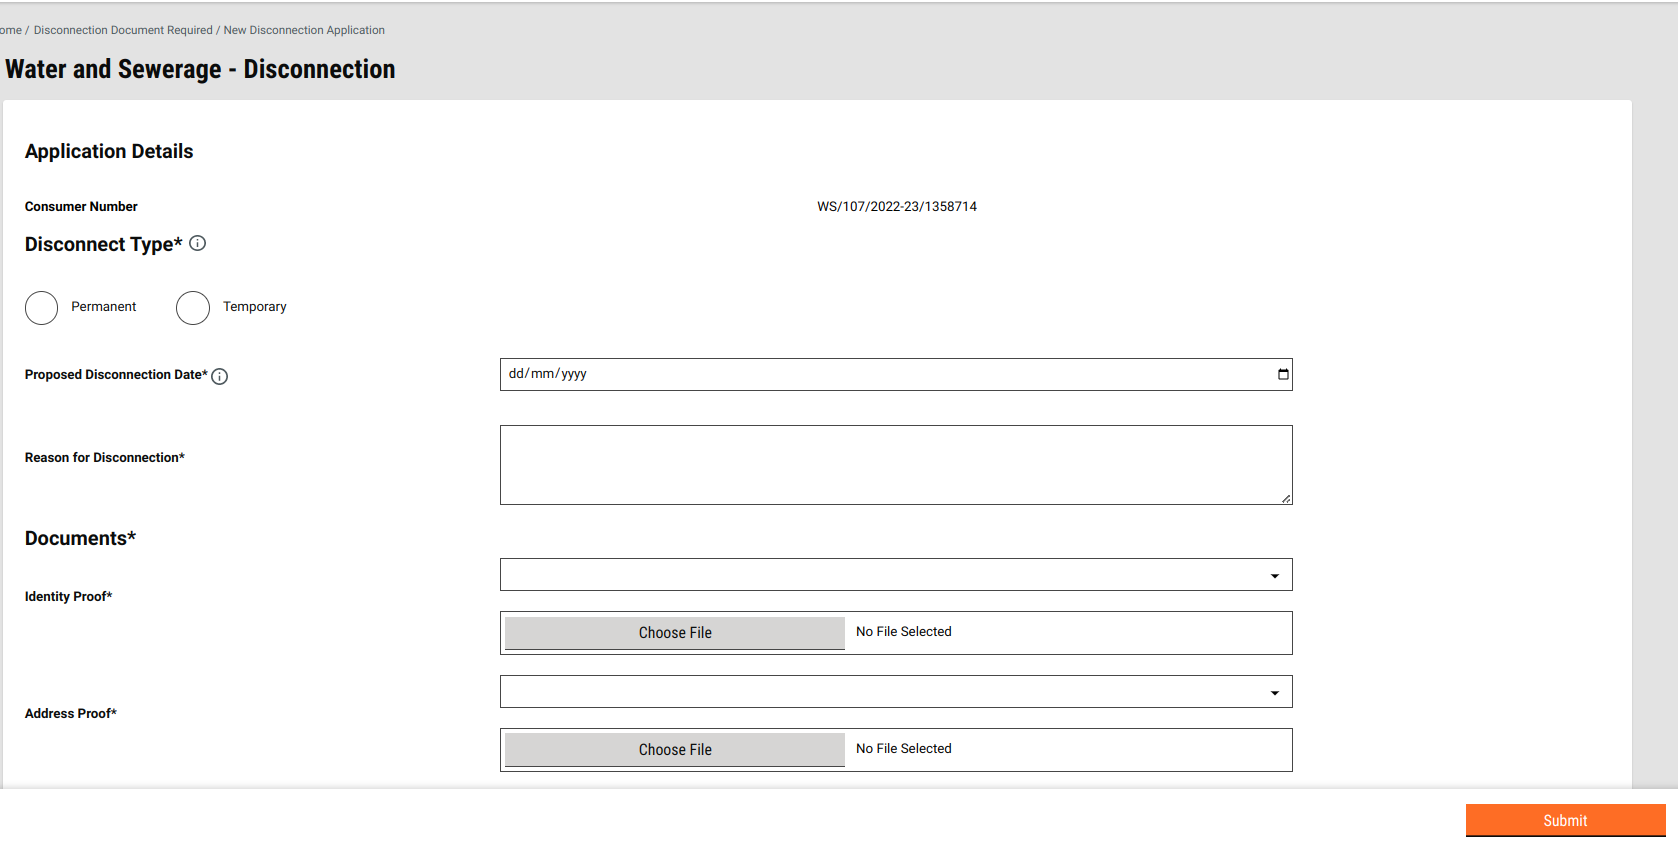 ome / Disconnection Document Required / New Disconnection Application
Water and Sewerage - Disconnection
Application Details
Consumer Number WS/107/2022-23/1358714
Disconnect Type*
Permanent Temporary
Proposed Disconnection Date* dd/mm/yyyy
Reason for Disconnection*
Documents*
Identity Proof*
Choose File No File Selected
Address Proof*
Choose File No File Selected
Submit